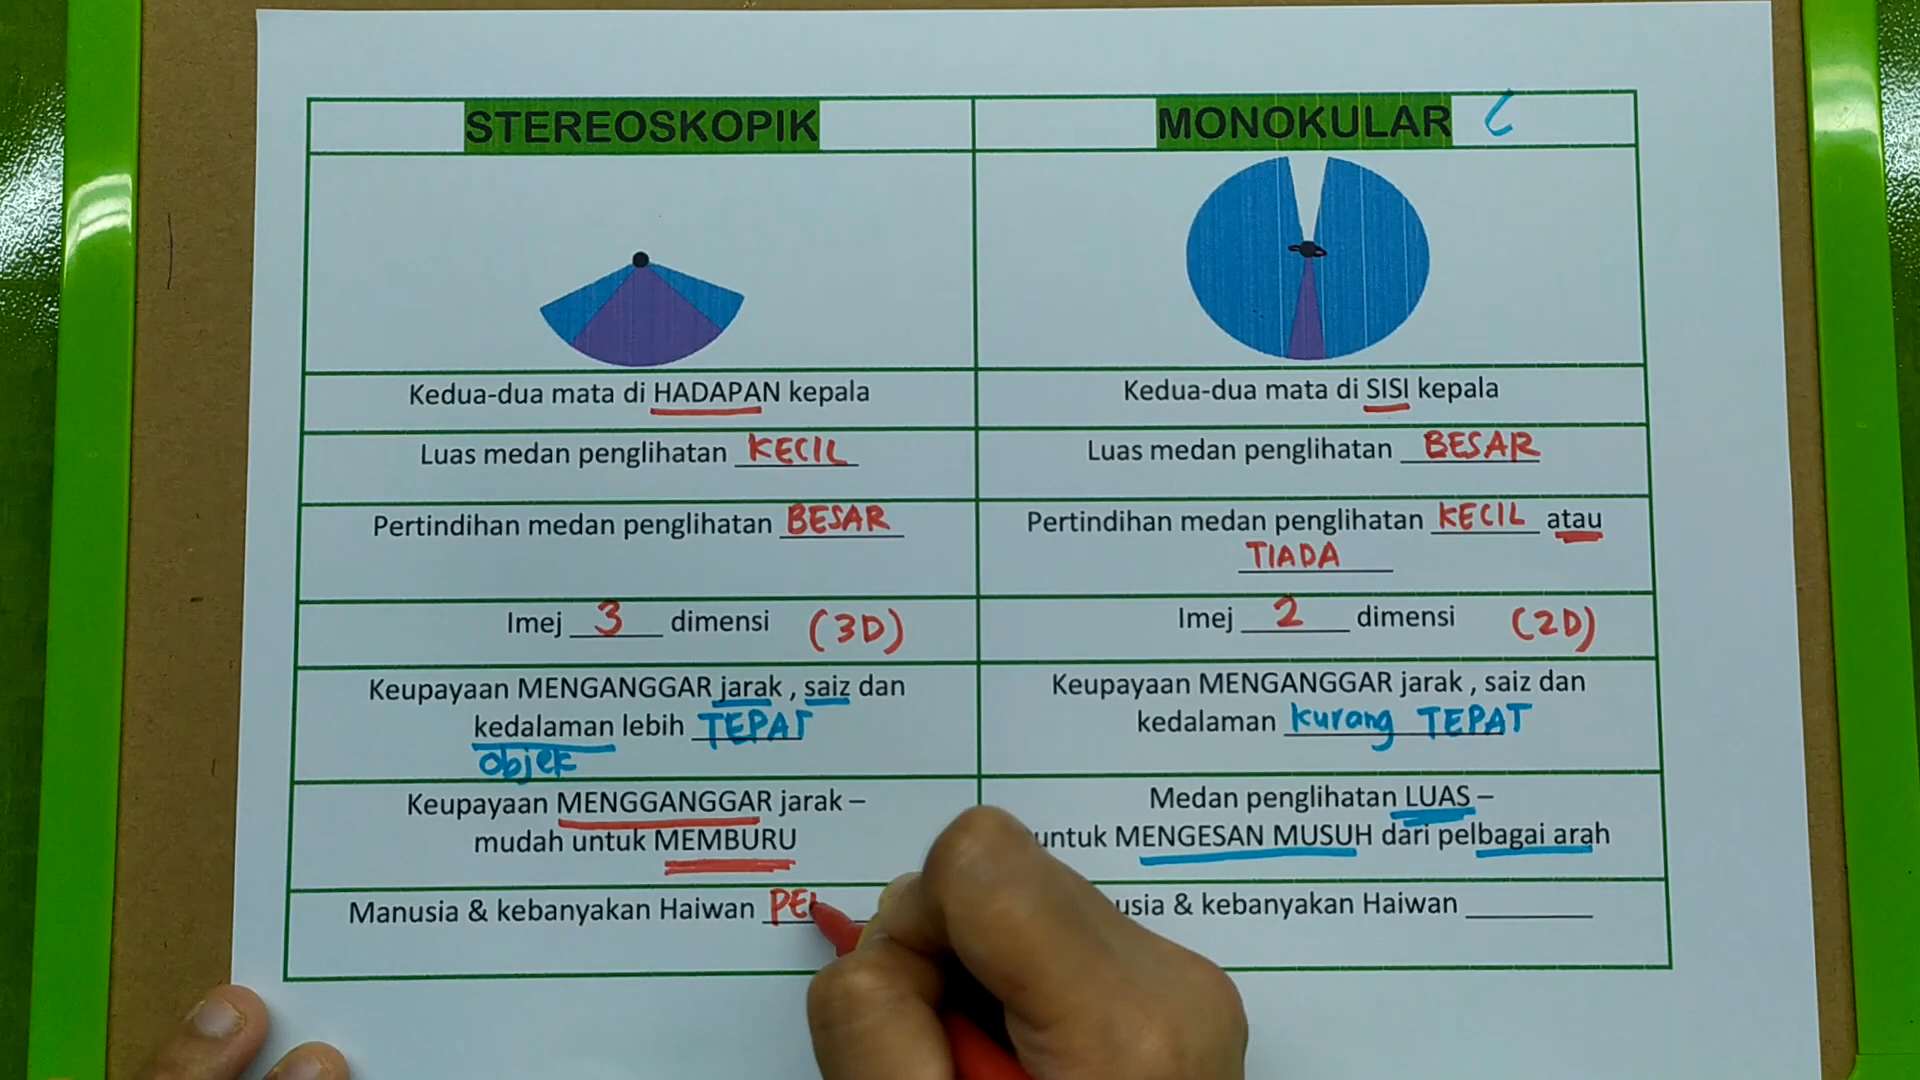 STEREOSKOPIK
MONOKULAR
Kedua-dua mata di HADAPAN kepala
Kedua-dua mata di SISI kepala
Luas medan penglihatan KECIL
Luas medan penglihatan BESAR
Pertindihan medan penglihatan BESAR
Pertindihan medan penglihatan KECIL atau
TIADA
Imej 3 dimensi (3D)
Imej 2 dimensi (2D)
Keupayaan MENGANGGAR jarak , saiz dan
kedalaman lebih TEPAT
objek
Keupayaan MENGANGGAR jarak , saiz dan
kedalaman kurang TEPAT
Keupayaan MENGGANGGAR jarak –
mudah untuk MEMBURU
Medan penglihatan LUAS –
untuk MENGESAN MUSUH dari pelbagai arah
Manusia & kebanyakan Haiwan
& kebanyakan Haiwan